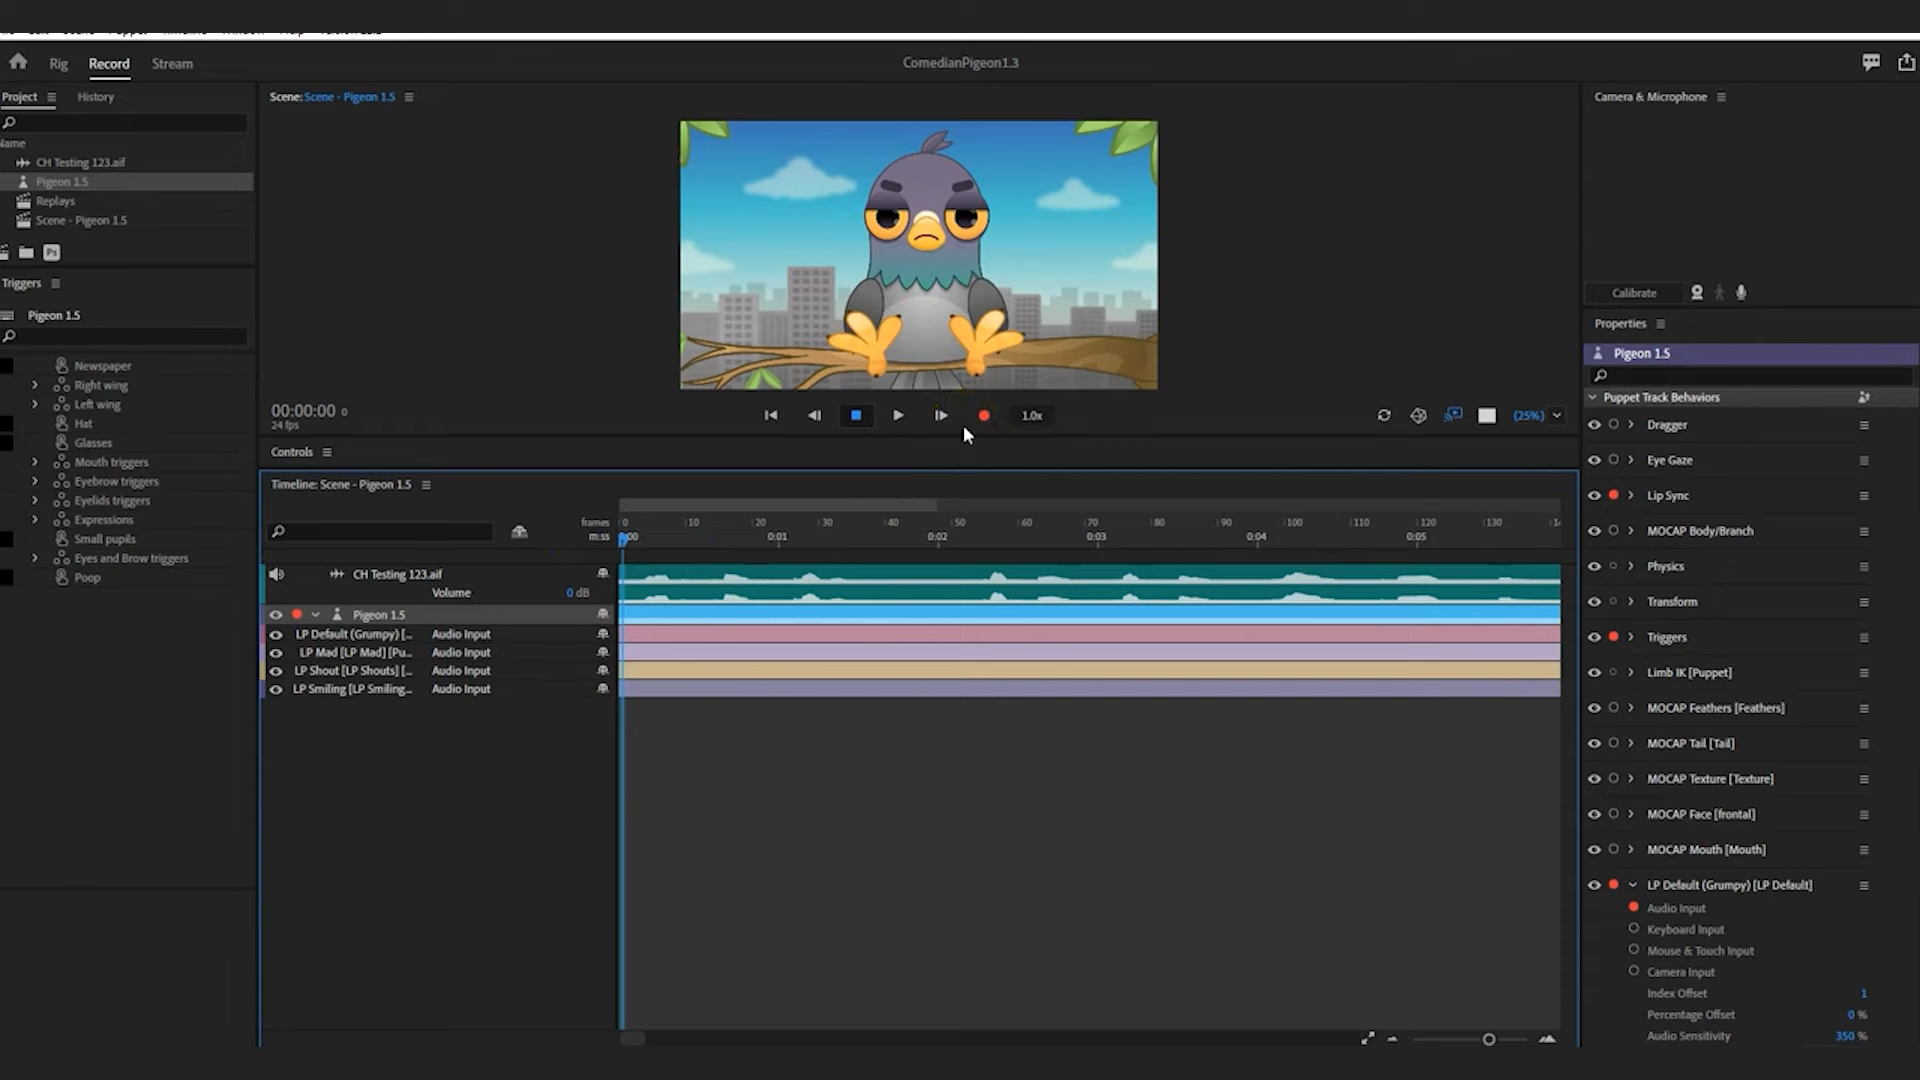 Rig Record Stream
ComedianPigeon1.3
Project
History
Name
CH Testing 123.aif
Pigeon 1.5
Replays
Scene - Pigeon 1.5
Ps
Triggers
Pigeon 1.5
Newspaper
Right wing
Left wing
Hat
Glasses
Mouth triggers
Eyebrow triggers
Eyelids triggers
Expressions
Small pupils
Eyes and Brow triggers
Poop
Scene: Scene - Pigeon 1.5
00:00:00 0
24 fps
1.0x
(25%)
Controls
Timeline: Scene - Pigeon 1.5
frames 0 10 20 30 40 50 60 70 80 90 100 110 120 130
m:ss 0:00 0:01 0:02 0:03 0:04 0:05
CH Testing 123.aif
Volume 0 dB
Pigeon 1.5
LP Default (Grumpy) [... Audio Input
LP Mad [LP Mad] [Pu... Audio Input
LP Shout [LP Shouts] [... Audio Input
LP Smiling [LP Smiling... Audio Input
Camera & Microphone
Calibrate
Properties
Pigeon 1.5
Puppet Track Behaviors
Dragger
Eye Gaze
Lip Sync
MOCAP Body/Branch
Physics
Transform
Triggers
Limb IK [Puppet]
MOCAP Feathers [Feathers]
MOCAP Tail [Tail]
MOCAP Texture [Texture]
MOCAP Face [frontal]
MOCAP Mouth [Mouth]
LP Default (Grumpy) [LP Default]
Audio Input
Keyboard Input
Mouse & Touch Input
Camera Input
Index Offset 1
Percentage Offset 0 %
Audio Sensitivity 350 %